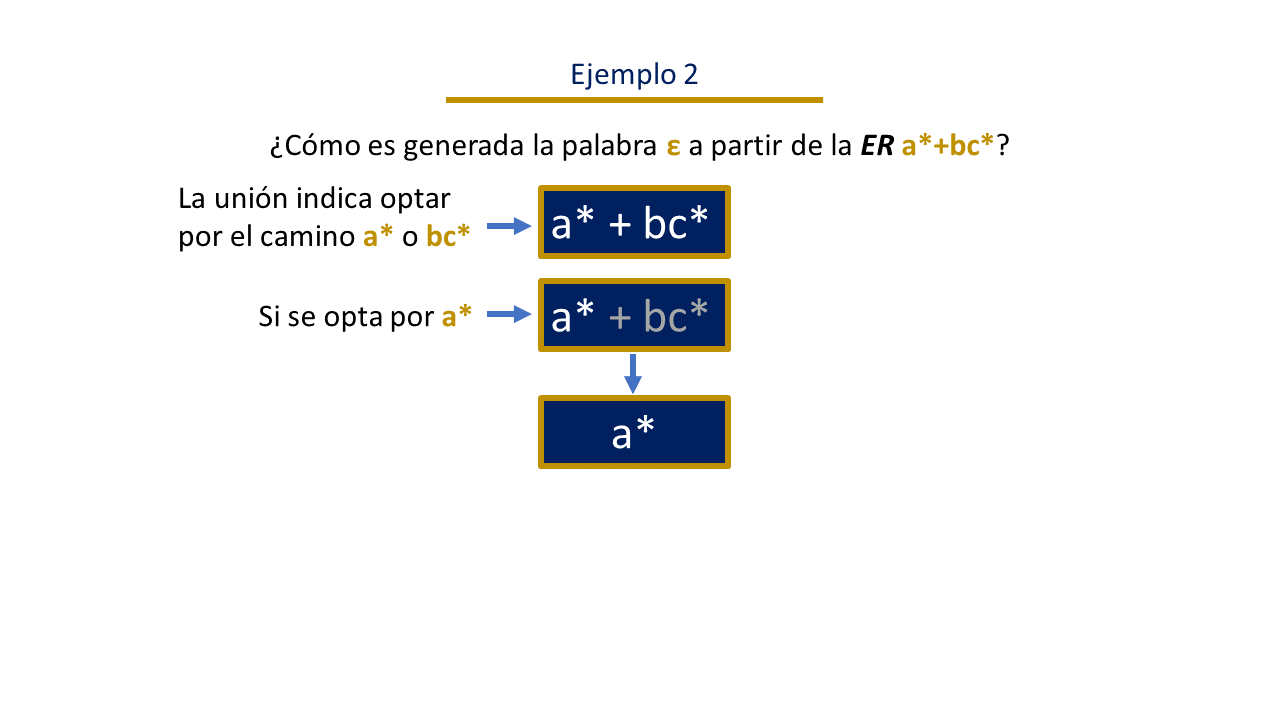 Ejemplo 2
¿Cómo es generada la palabra ε a partir de la ER a*+bc*?
La unión indica optar
por el camino a* o bc*
a* + bc*
Si se opta por a*
a* + bc*
a*